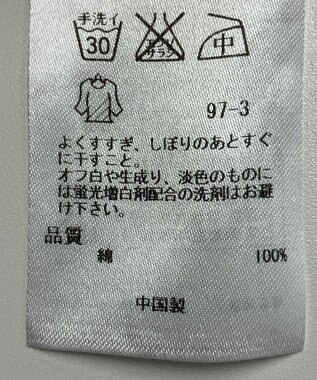 手洗イ
30 エンソサラシ 中
97-3
よくすすぎ、しぼりのあとすぐ
に干すこと。
オフ白や生成り、淡色のものに
は蛍光増白剤配合の洗剤はお避
け下さい。
品質
綿 100%
中国製